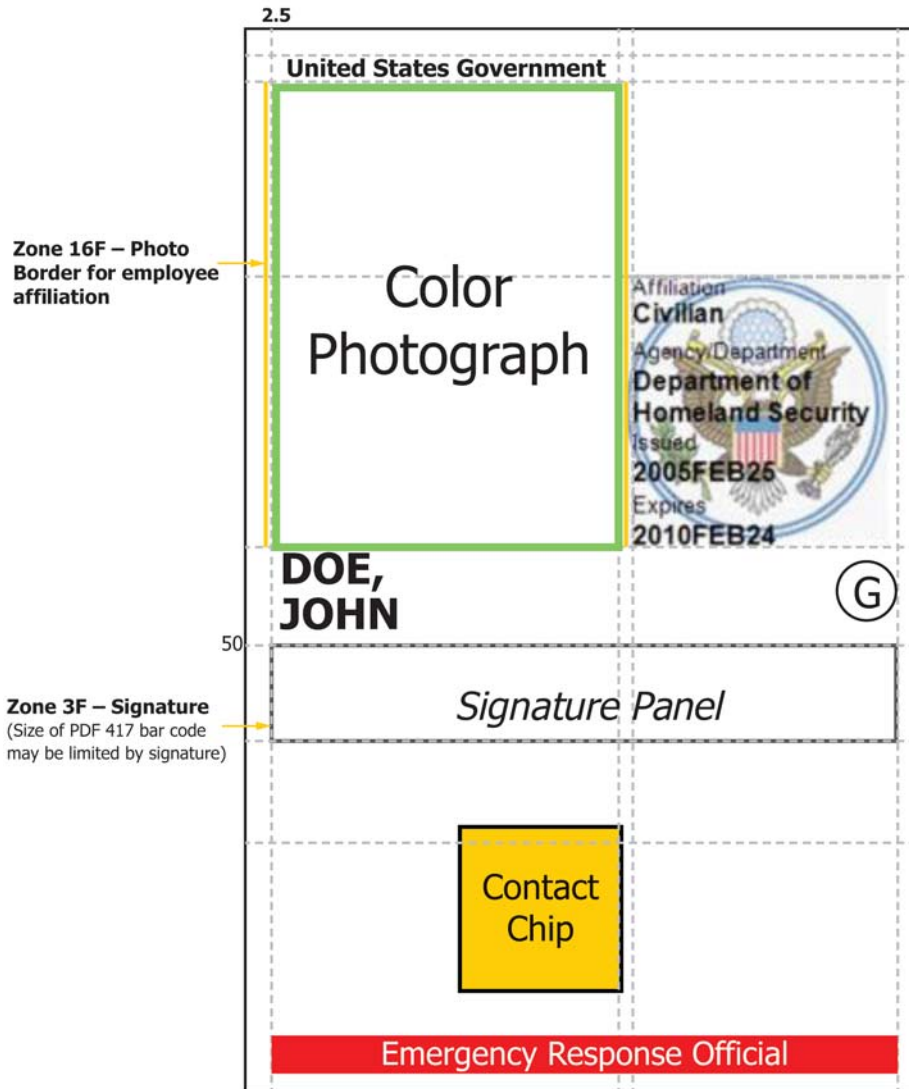 2.5
United States Government
Zone 16F – Photo
Border for employee
affiliation
Color
Photograph
Affiliation
Civilian
Agency/Department
Department of
Homeland Security
Issued
2005FEB25
Expires
2010FEB24
DOE,
JOHN
G
50
Zone 3F – Signature
(Size of PDF 417 bar code
may be limited by signature)
Signature Panel
Contact
Chip
Emergency Response Official